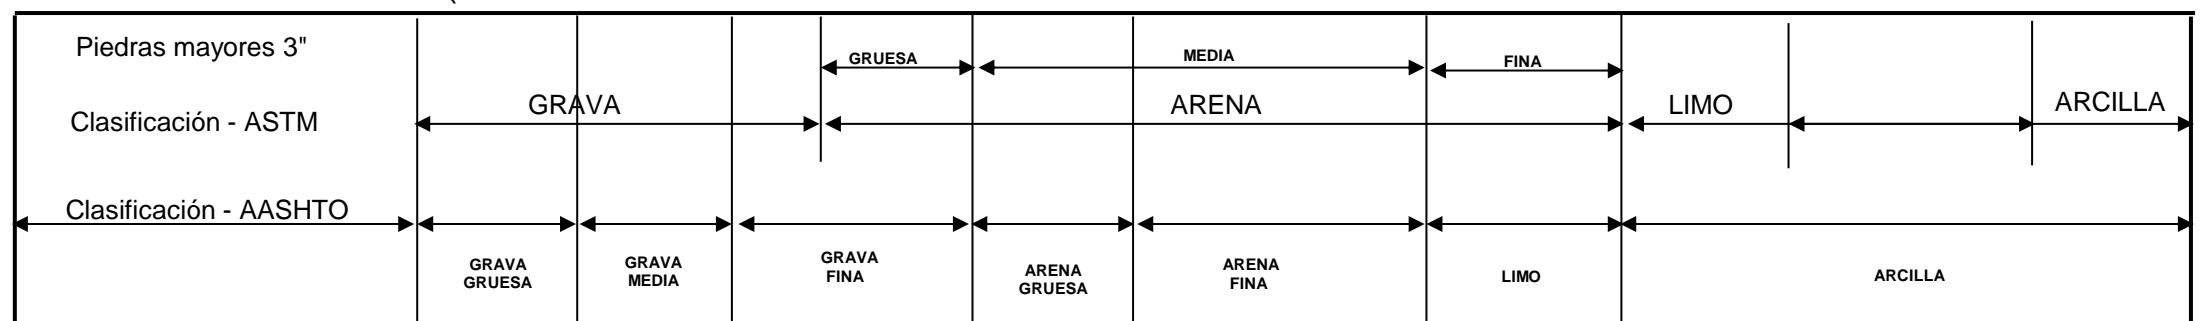 Piedras mayores 3"
GRUESA
MEDIA
FINA
Clasificación - ASTM
GRAVA
ARENA
LIMO
ARCILLA
Clasificación - AASHTO
GRAVA
GRUESA
GRAVA
MEDIA
GRAVA
FINA
ARENA
GRUESA
ARENA
FINA
LIMO
ARCILLA